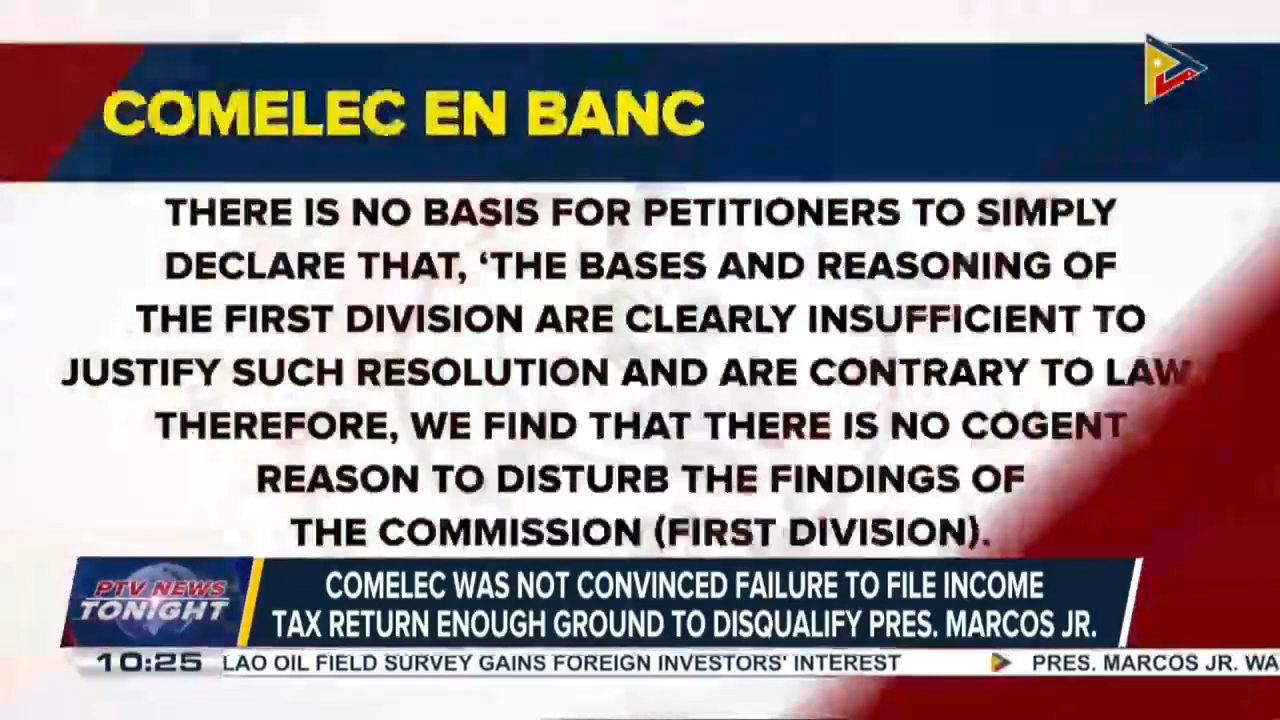 COMELEC EN BANC
THERE IS NO BASIS FOR PETITIONERS TO SIMPLY
DECLARE THAT, ‘THE BASES AND REASONING OF
THE FIRST DIVISION ARE CLEARLY INSUFFICIENT TO
JUSTIFY SUCH RESOLUTION AND ARE CONTRARY TO LAW
THEREFORE, WE FIND THAT THERE IS NO COGENT
REASON TO DISTURB THE FINDINGS OF
THE COMMISSION (FIRST DIVISION).
PTV NEWS
TONIGHT
COMELEC WAS NOT CONVINCED FAILURE TO FILE INCOME
TAX RETURN ENOUGH GROUND TO DISQUALIFY PRES. MARCOS JR.
10:25 LAO OIL FIELD SURVEY GAINS FOREIGN INVESTORS' INTEREST PRES. MARCOS JR. WA